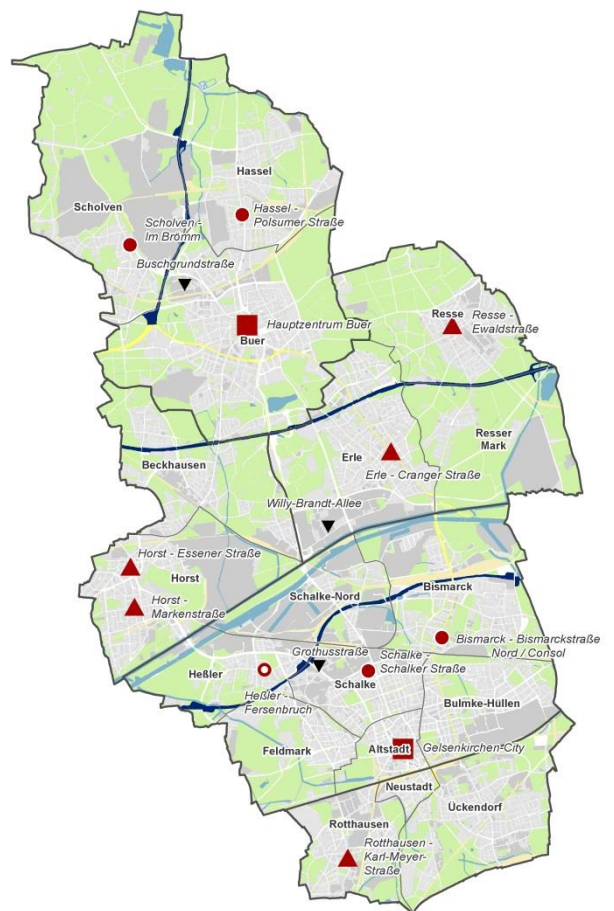 Hassel
Scholven
Scholven -
Im Brömm
Hassel -
Polsumer Straße
Buschgrundstraße
Hauptzentrum Buer
Buer
Resse
Resse -
Ewaldstraße
Resser
Mark
Beckhausen
Erle
Erle - Cranger Straße
Willy-Brandt-Allee
Horst - Essener Straße
Horst
Horst -
Markenstraße
Schalke-Nord
Bismarck
Bismarck - Bismarckstraße
Nord / Consol
Grothusstraße
Schalke -
Schalker Straße
Heßler
Schalke
Heßler -
Fersenbruch
Bulmke-Hüllen
Feldmark
Altstadt
Gelsenkirchen-City
Neustadt
Ückendorf
Rotthausen
Rotthausen -
Karl-Meyer-
Straße